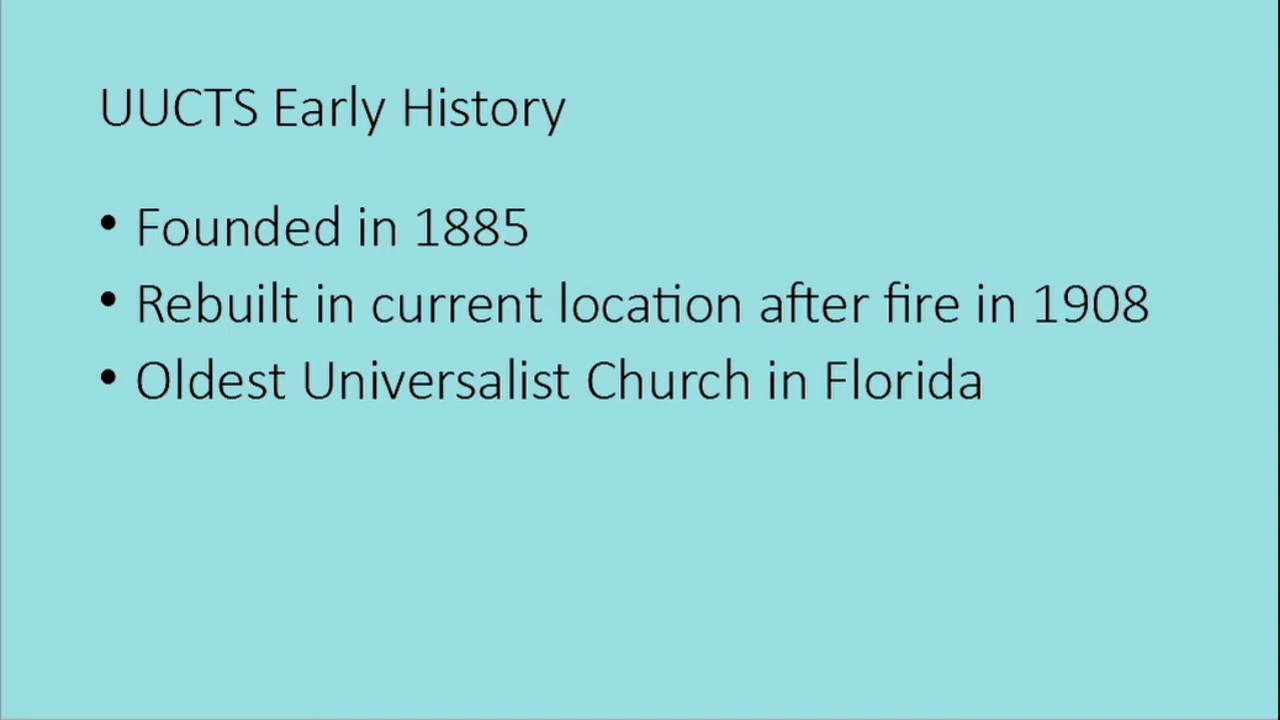 UUCTS Early History
• Founded in 1885
• Rebuilt in current location after fire in 1908
• Oldest Universalist Church in Florida